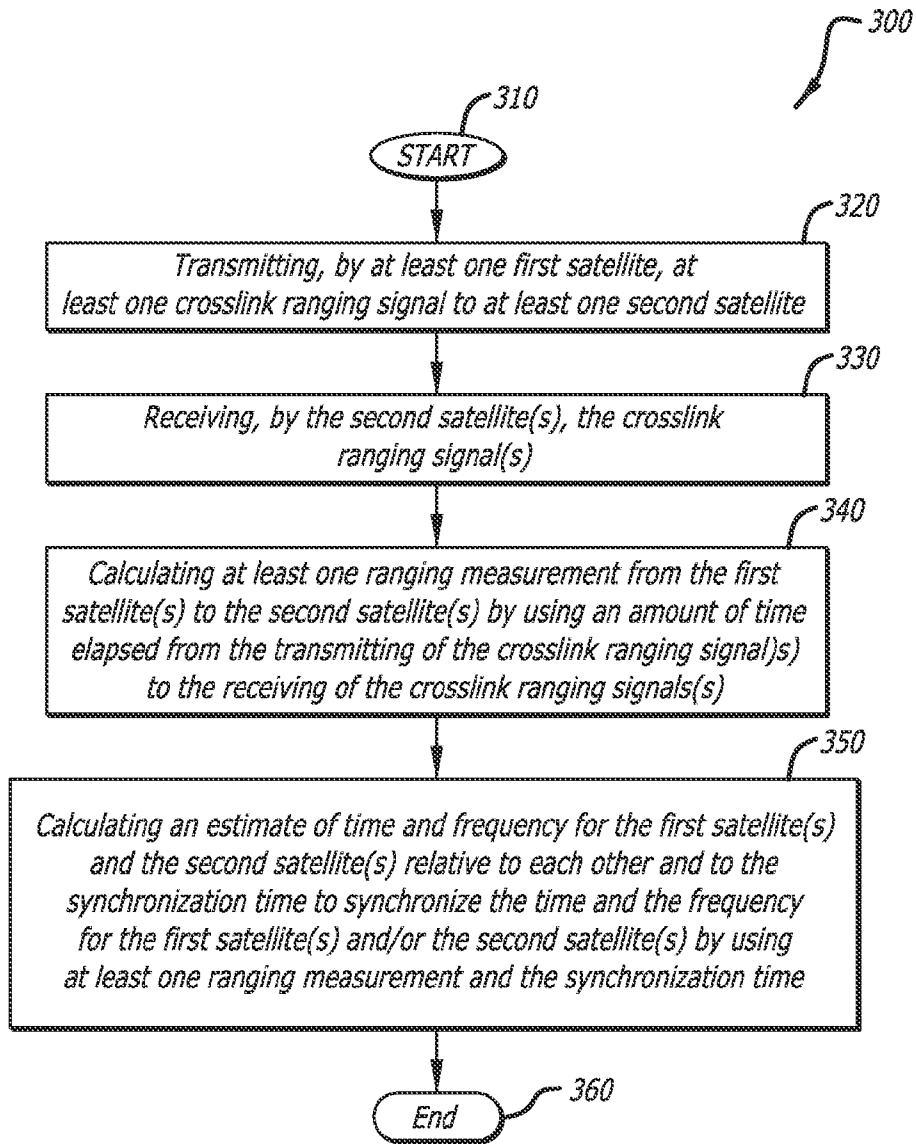 300
310
START
320
Transmitting, by at least one first satellite, at
least one crosslink ranging signal to at least one second satellite
330
Receiving, by the second satellite(s), the crosslink
ranging signal(s)
340
Calculating at least one ranging measurement from the first
satellite(s) to the second satellite(s) by using an amount of time
elapsed from the transmitting of the crosslink ranging signal)s)
to the receiving of the crosslink ranging signals(s)
350
Calculating an estimate of time and frequency for the first satellite(s)
and the second satellite(s) relative to each other and to the
synchronization time to synchronize the time and the frequency
for the first satellite(s) and/or the second satellite(s) by using
at least one ranging measurement and the synchronization time
End
360